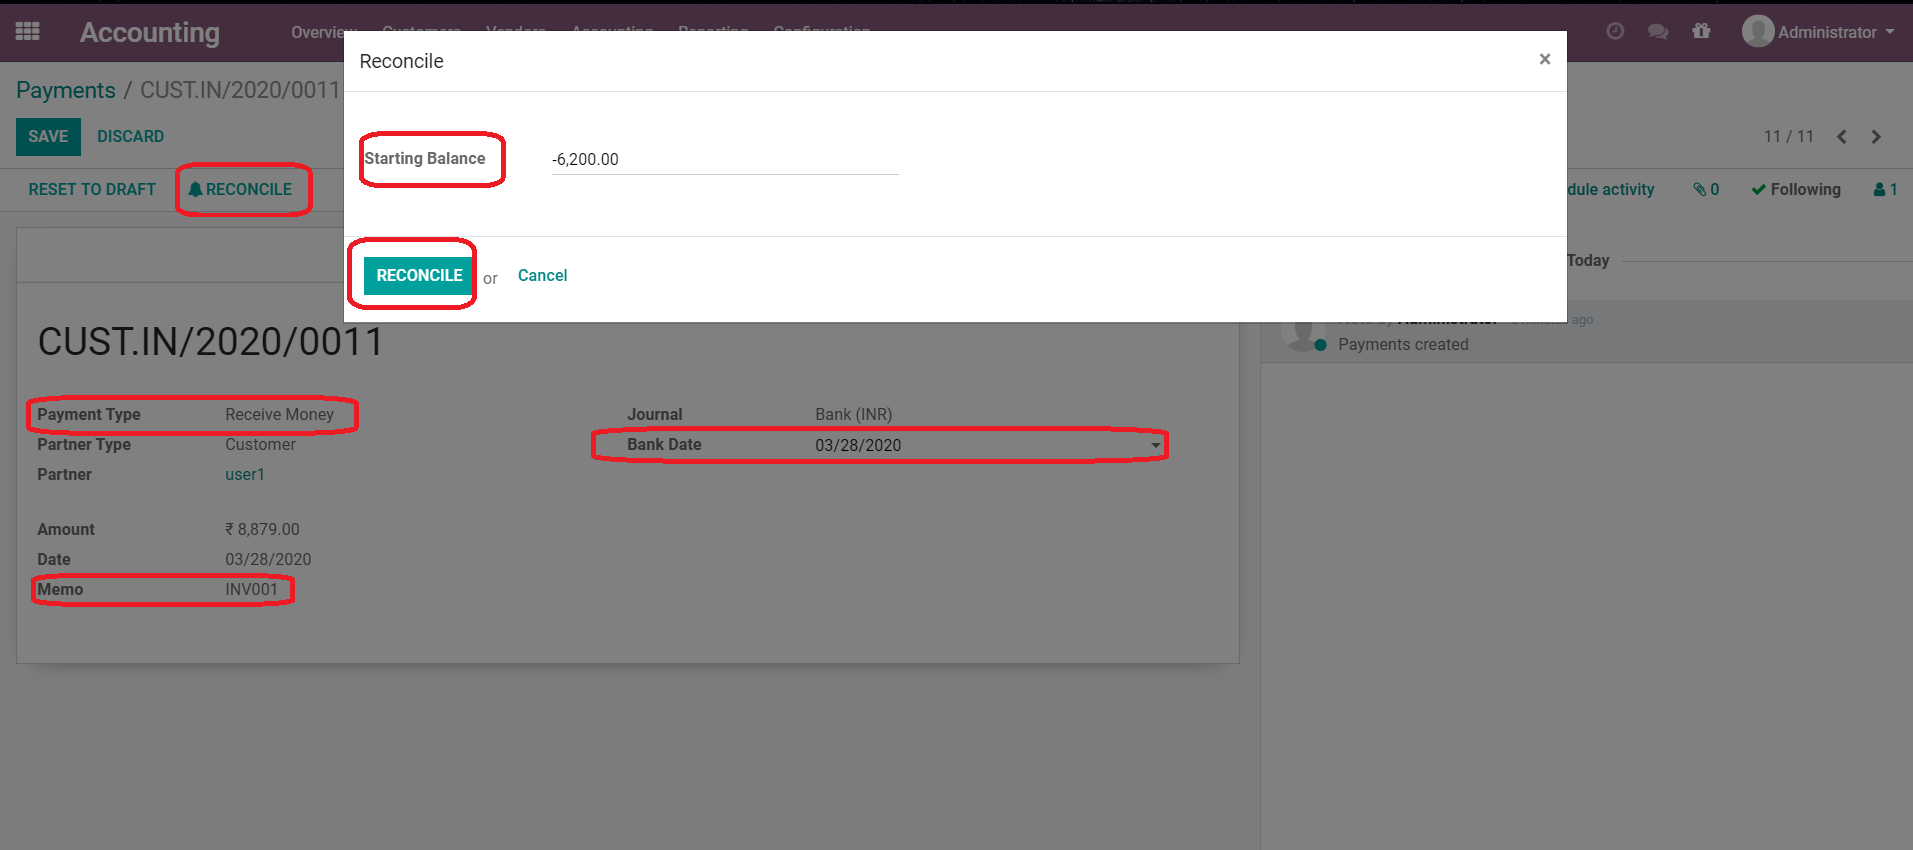 Accounting
Administrator
Reconcile ×
Payments / CUST.IN/2020/0011
SAVE DISCARD
11 / 11
Starting Balance -6,200.00
RESET TO DRAFT RECONCILE
dule activity 0 Following 1
RECONCILE or Cancel
Today
ago
Payments created
CUST.IN/2020/0011
Payment Type Receive Money
Journal Bank (INR)
Partner Type Customer
Bank Date 03/28/2020
Partner user1
Amount ₹ 8,879.00
Date 03/28/2020
Memo INV001